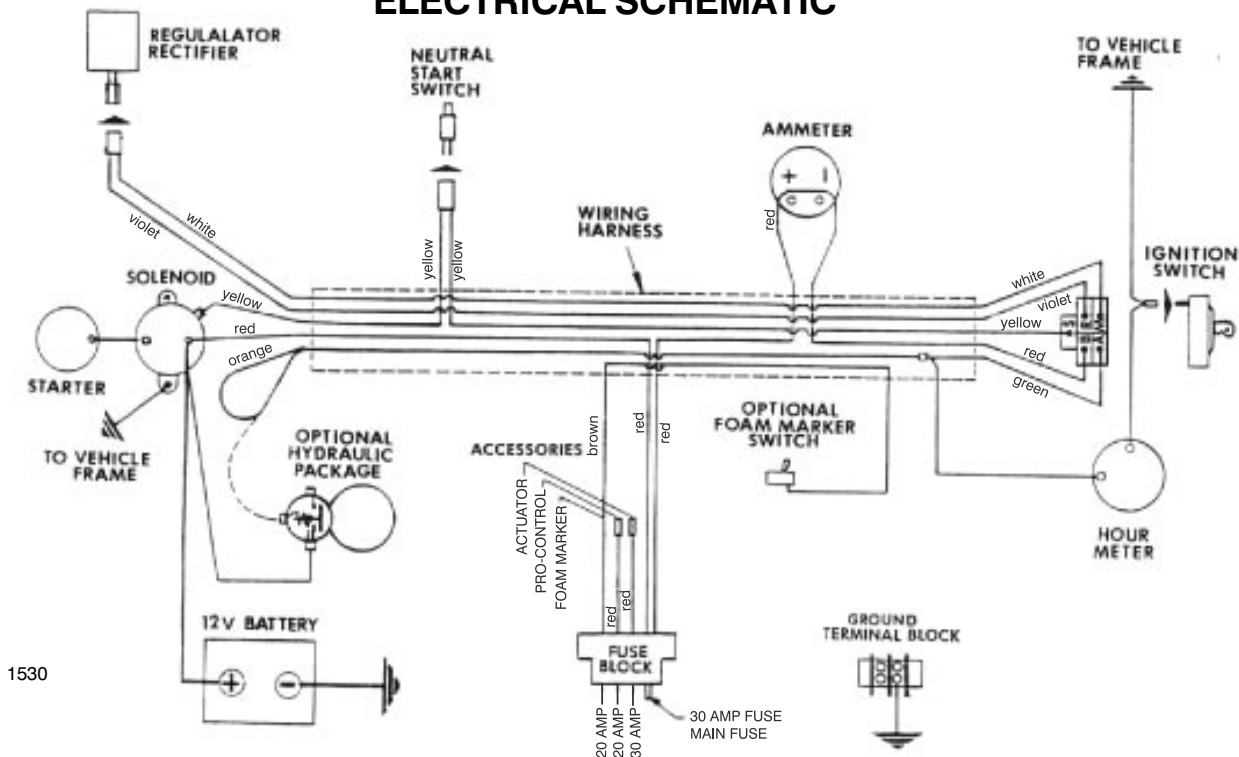 ELECTRICAL SCHEMATIC
REGULALATOR
RECTIFIER
NEUTRAL
START
SWITCH
TO VEHICLE
FRAME
AMMETER
+
red
WIRING
HARNESS
IGNITION
SWITCH
white
violet
yellow
yellow
SOLENOID
yellow
red
orange
white
violet
yellow
red
green
STARTER
TO VEHICLE
FRAME
OPTIONAL
HYDRAULIC
PACKAGE
ACCESSORIES
ACTUATOR
PRO-CONTROL
FOAM MARKER
brown
red
red
red
red
OPTIONAL
FOAM MARKER
SWITCH
HOUR
METER
12V BATTERY
+ −
FUSE
BLOCK
20 AMP
20 AMP
30 AMP
30 AMP FUSE
MAIN FUSE
GROUND
TERMINAL BLOCK
1530